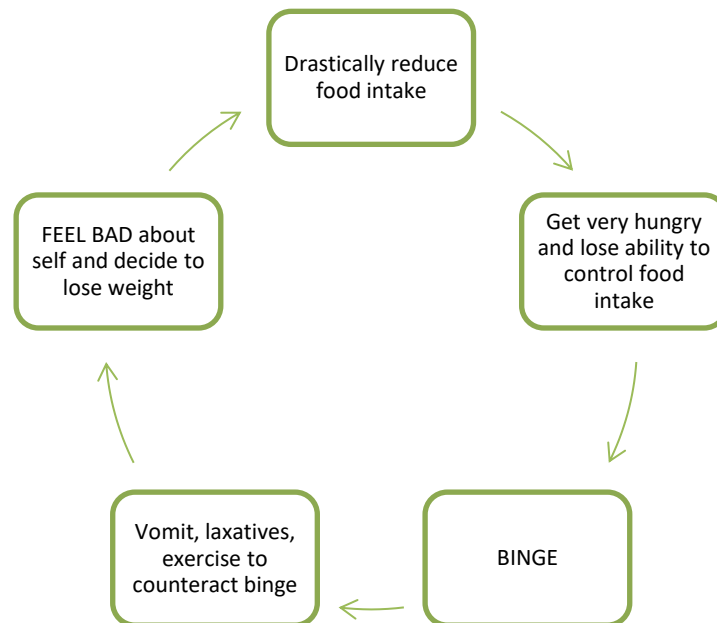 Drastically reduce
food intake
Get very hungry
and lose ability to
control food
intake
BINGE
Vomit, laxatives,
exercise to
counteract binge
FEEL BAD about
self and decide to
lose weight